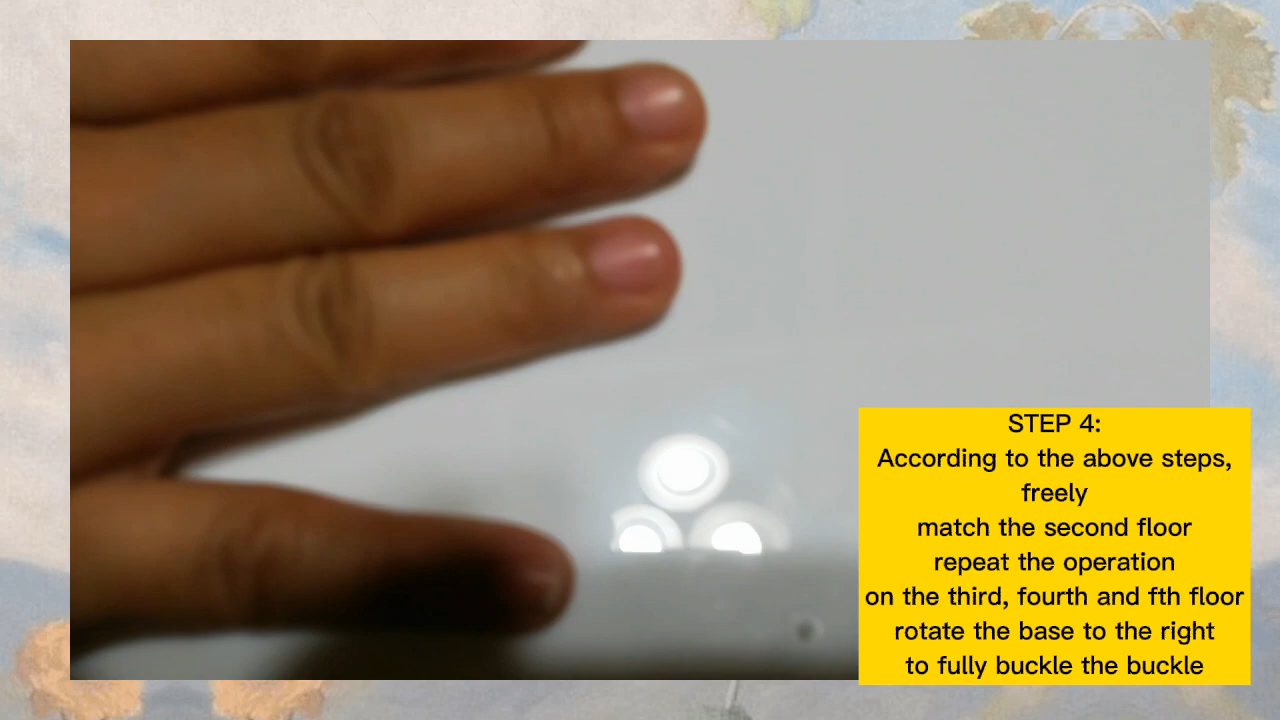 STEP 4:
According to the above steps,
freely
match the second floor
repeat the operation
on the third, fourth and fth floor
rotate the base to the right
to fully buckle the buckle